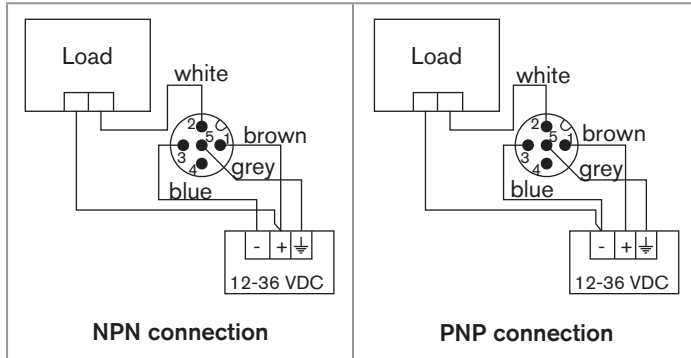 Load
white
2
5
1
brown
3
grey
4
blue
- +
12-36 VDC
NPN connection
Load
white
2
5
1
brown
3
grey
4
blue
- +
12-36 VDC
PNP connection